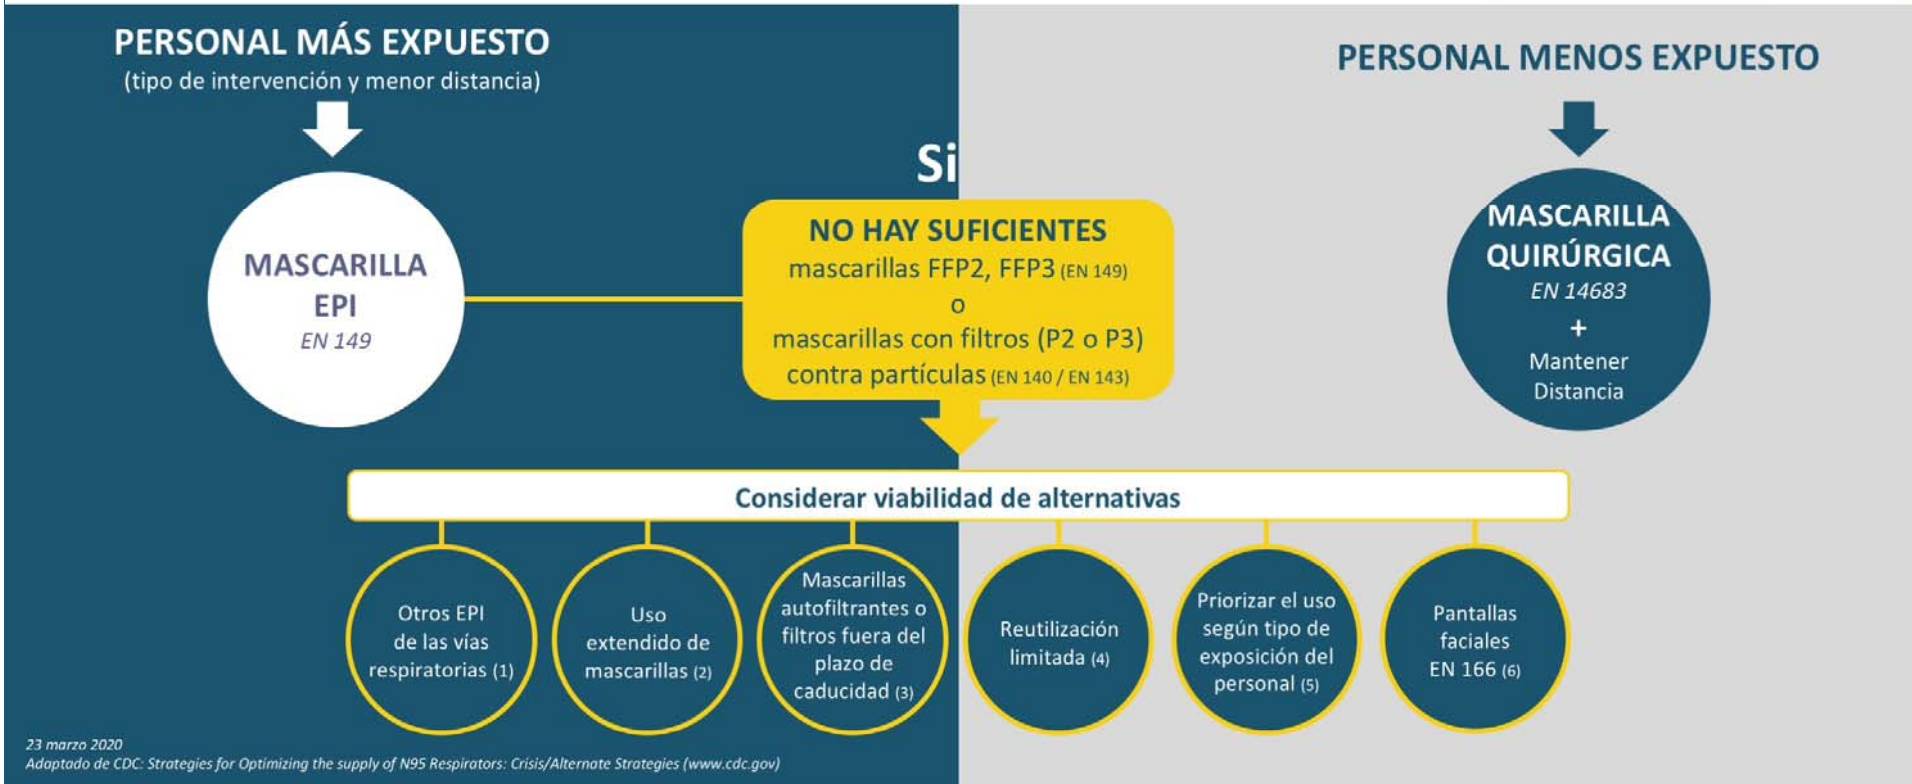 PERSONAL MÁS EXPUESTO
(tipo de intervención y menor distancia)
MASCARILLA
EPI
EN 149
PERSONAL MENOS EXPUESTO
MASCARILLA
QUIRÚRGICA
EN 14683
+
Mantener
Distancia
Si
NO HAY SUFICIENTES
mascarillas FFP2, FFP3 (EN 149)
o
mascarillas con filtros (P2 o P3)
contra partículas (EN 140 / EN 143)
Considerar viabilidad de alternativas
Otros EPI
de las vías
respiratorias (1)
Uso
extendido de
mascarillas (2)
Mascarillas
autofiltrantes o
filtros fuera del
plazo de
caducidad (3)
Reutilización
limitada (4)
Priorizar el uso
según tipo de
exposición del
personal (5)
Pantallas
faciales
EN 166 (6)
23 marzo 2020
Adaptado de CDC: Strategies for Optimizing the supply of N95 Respirators: Crisis/Alternate Strategies (www.cdc.gov)